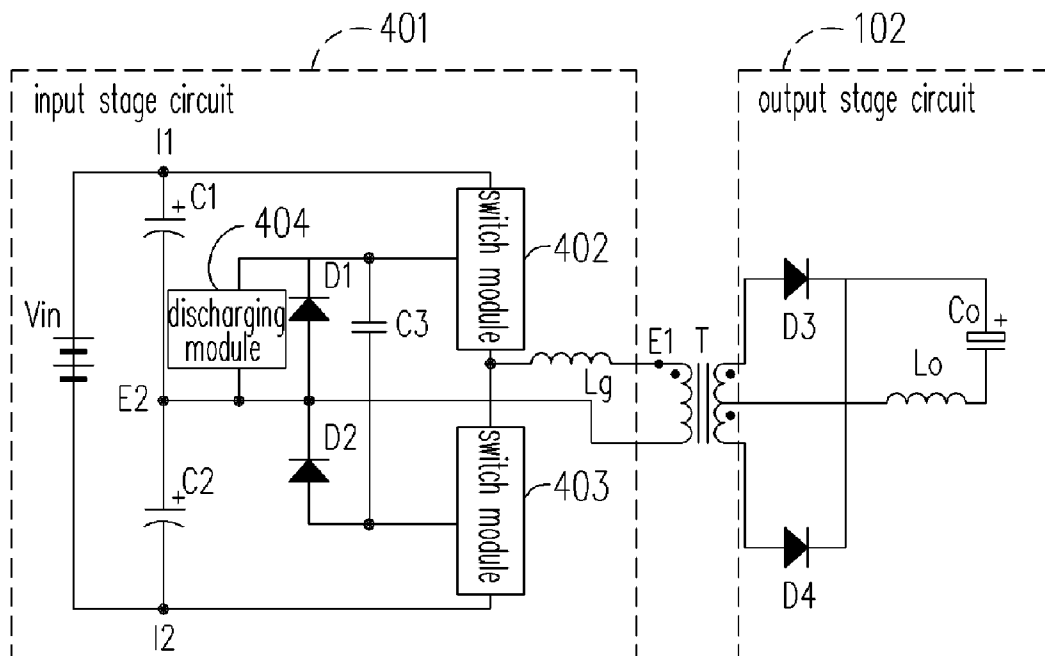 401
102
input stage circuit
output stage circuit
I1
+
C1
404
switch module
402
D1
Vin
discharging
module
C3
D3
Co
+
E1
T
Lg
Lo
E2
D2
+
C2
switch module
403
D4
I2